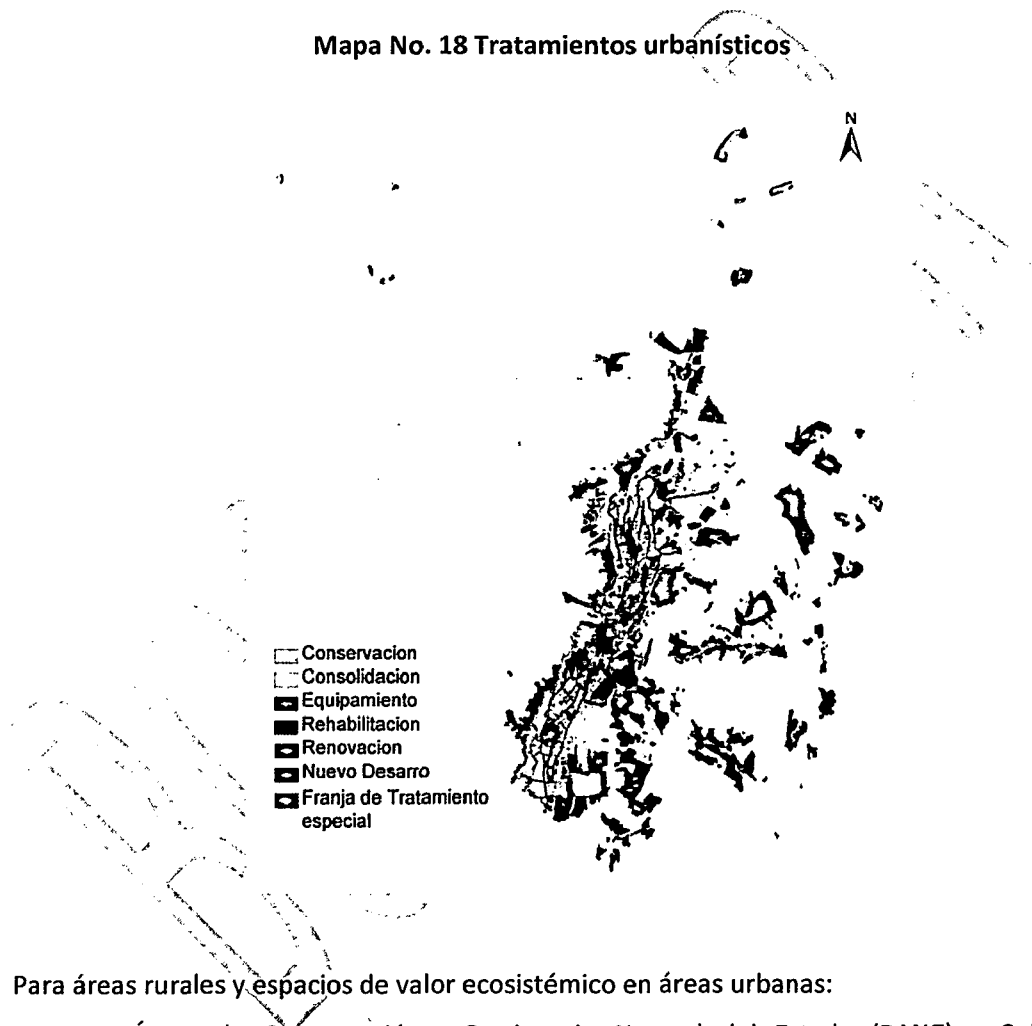 Mapa No. 18 Tratamientos urbanísticos
N
Conservacion
Consolidacion
Equipamiento
Rehabilitacion
Renovacion
Nuevo Desarro
Franja de Tratamiento
especial
Para áreas rurales y espacios de valor ecosistémico en áreas urbanas: